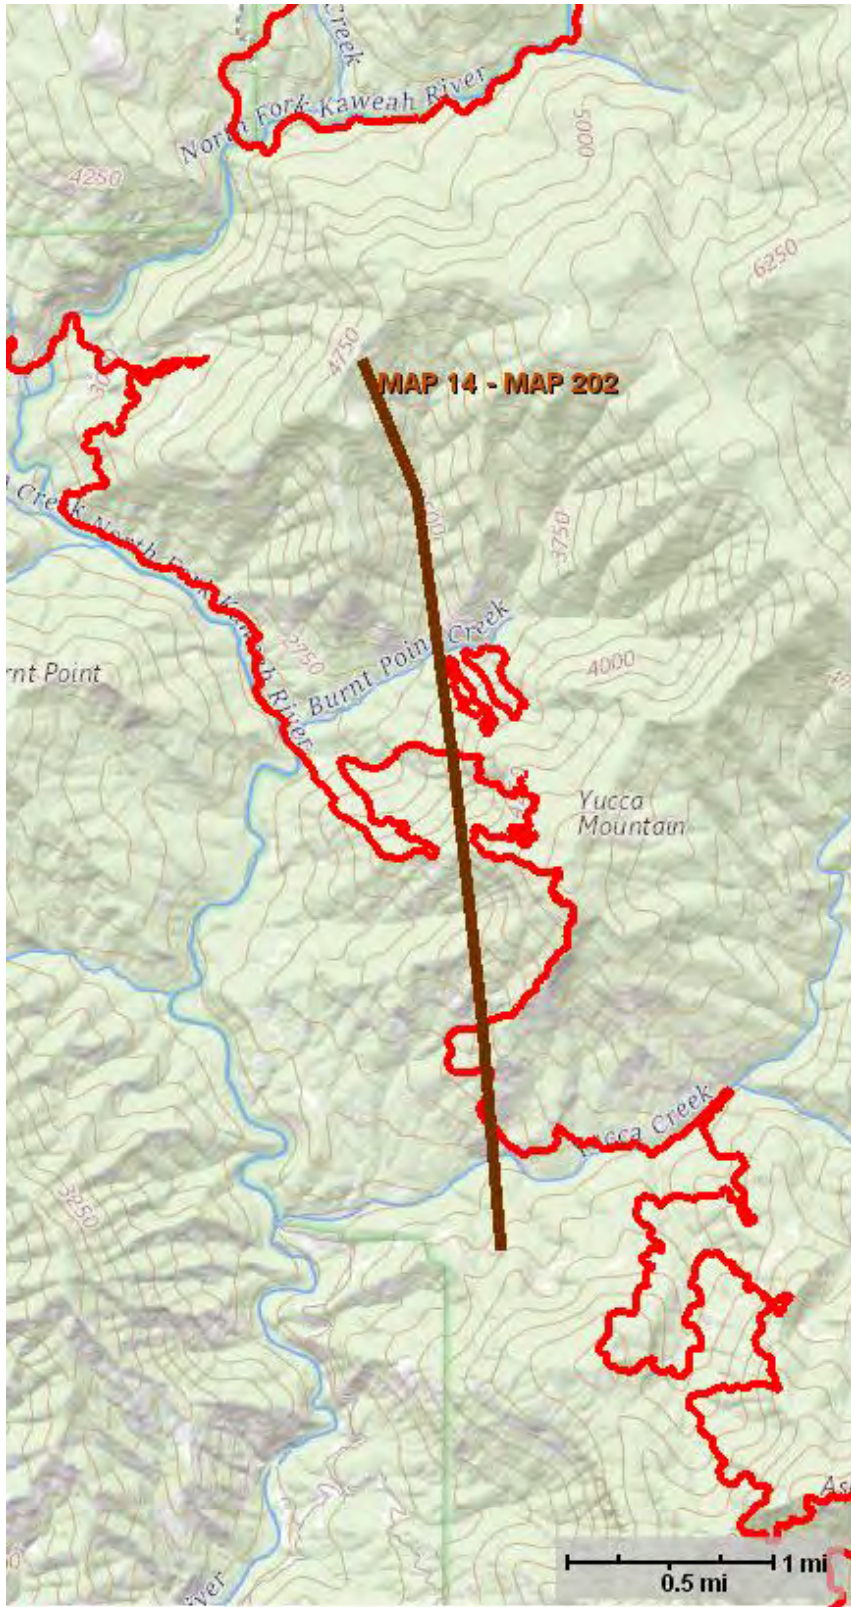 Creek
North Fork Kaweah River
5000
4250
6250
4750
MAP 14 - MAP 202
3750
Creek North Fork Kaweah River
2750
Burnt Point Creek
4000
rnt Point
Yucca
Mountain
Yucca Creek
3250
As
1 mi
0.5 mi
iver